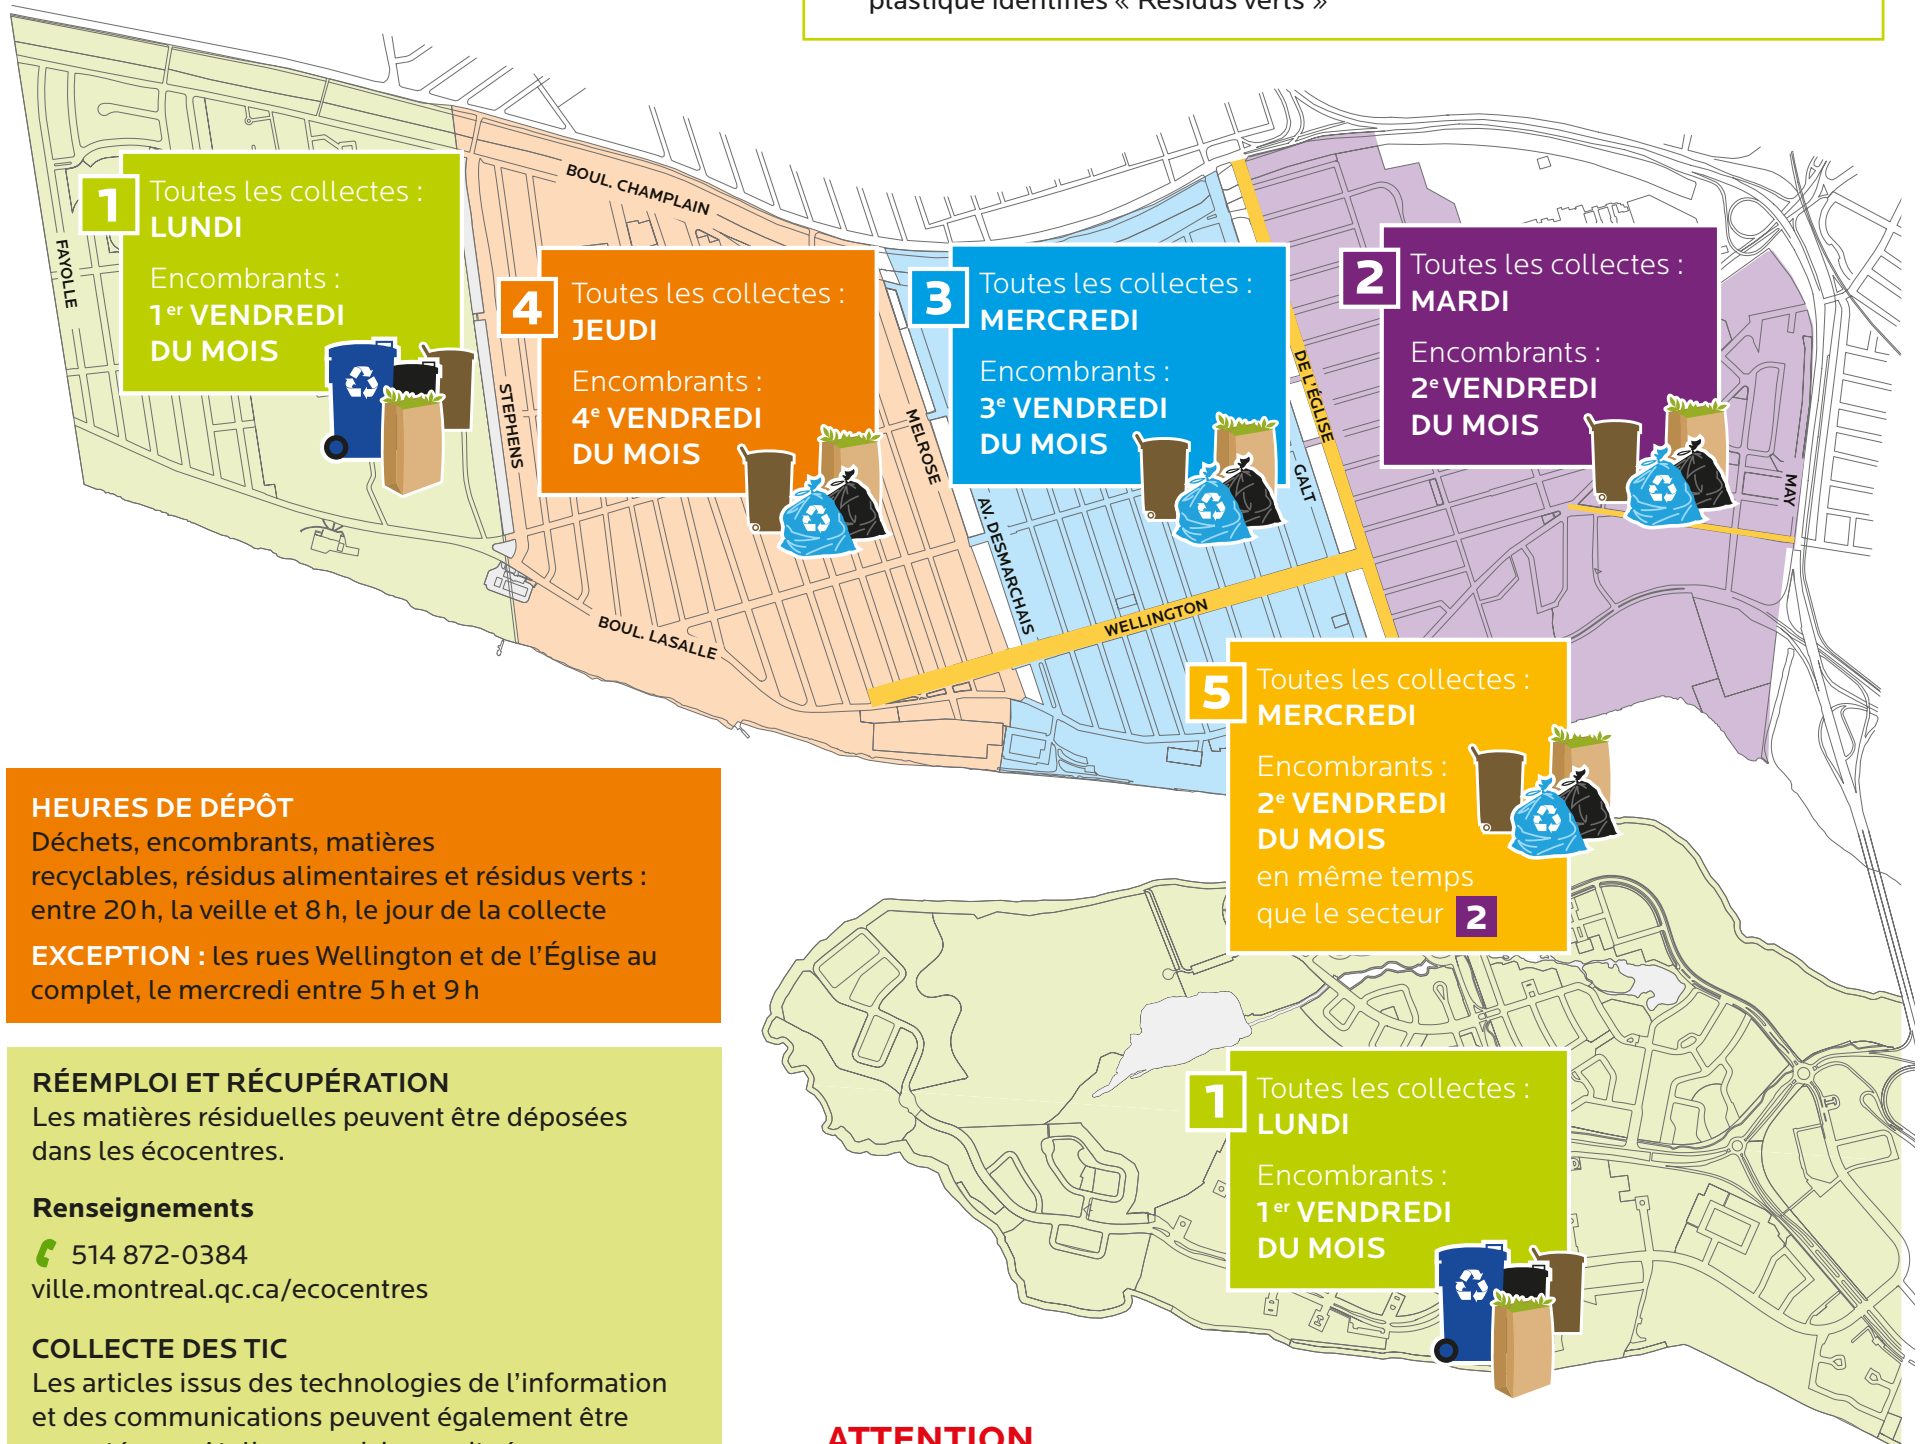 plastique identifiés « Résidus verts »
BOUL. CHAMPLAIN
FAYOLLE
1
Toutes les collectes :
LUNDI
Encombrants :
1er VENDREDI
DU MOIS
STEPHENS
4
Toutes les collectes :
JEUDI
Encombrants :
4e VENDREDI
DU MOIS
MELROSE
3
Toutes les collectes :
MERCREDI
Encombrants :
3e VENDREDI
DU MOIS
AV. DESMARCHAIS
GALT
DE L'ÉGLISE
2
Toutes les collectes :
MARDI
Encombrants :
2e VENDREDI
DU MOIS
MAY
BOUL. LASALLE
WELLINGTON
5
Toutes les collectes :
MERCREDI
Encombrants :
2e VENDREDI
DU MOIS
en même temps
que le secteur 2
HEURES DE DÉPÔT
Déchets, encombrants, matières
recyclables, résidus alimentaires et résidus verts :
entre 20 h, la veille et 8 h, le jour de la collecte
EXCEPTION : les rues Wellington et de l'Église au
complet, le mercredi entre 5 h et 9 h
RÉEMPLOI ET RÉCUPÉRATION
Les matières résiduelles peuvent être déposées
dans les écocentres.
Renseignements
514 872-0384
ville.montreal.qc.ca/ecocentres
COLLECTE DES TIC
Les articles issus des technologies de l'information
et des communications peuvent également être
1
Toutes les collectes :
LUNDI
Encombrants :
1er VENDREDI
DU MOIS
ATTENTION